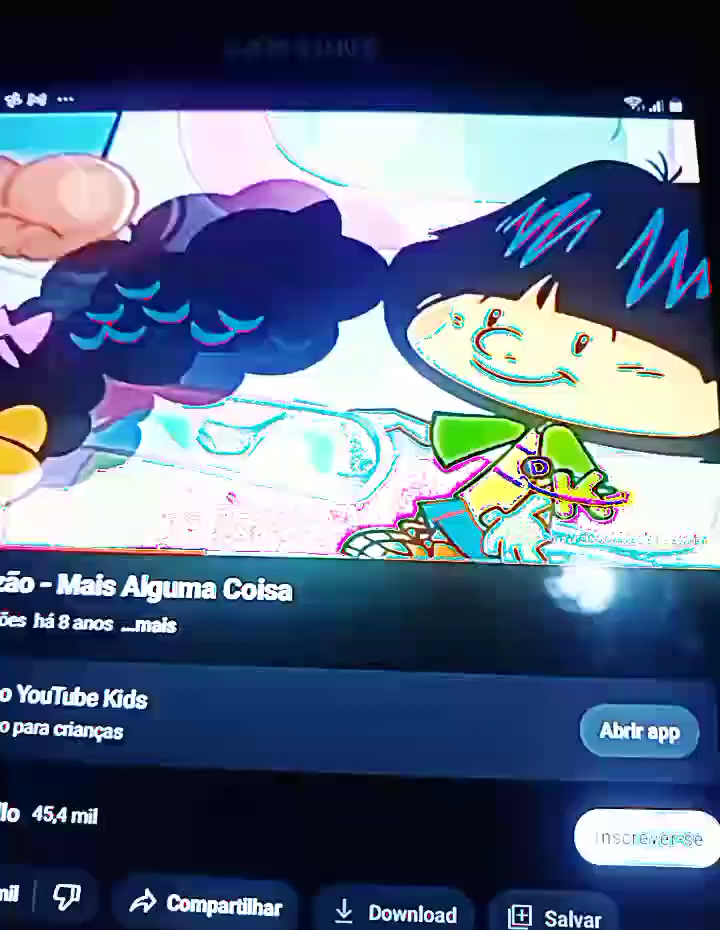 zão - Mais Alguma Coisa
ões há 8 anos ...mais
o YouTube Kids
o para crianças
Abrir app
llo 45,4 mil
Inscrever-se
mil
Compartilhar
Download
Salvar